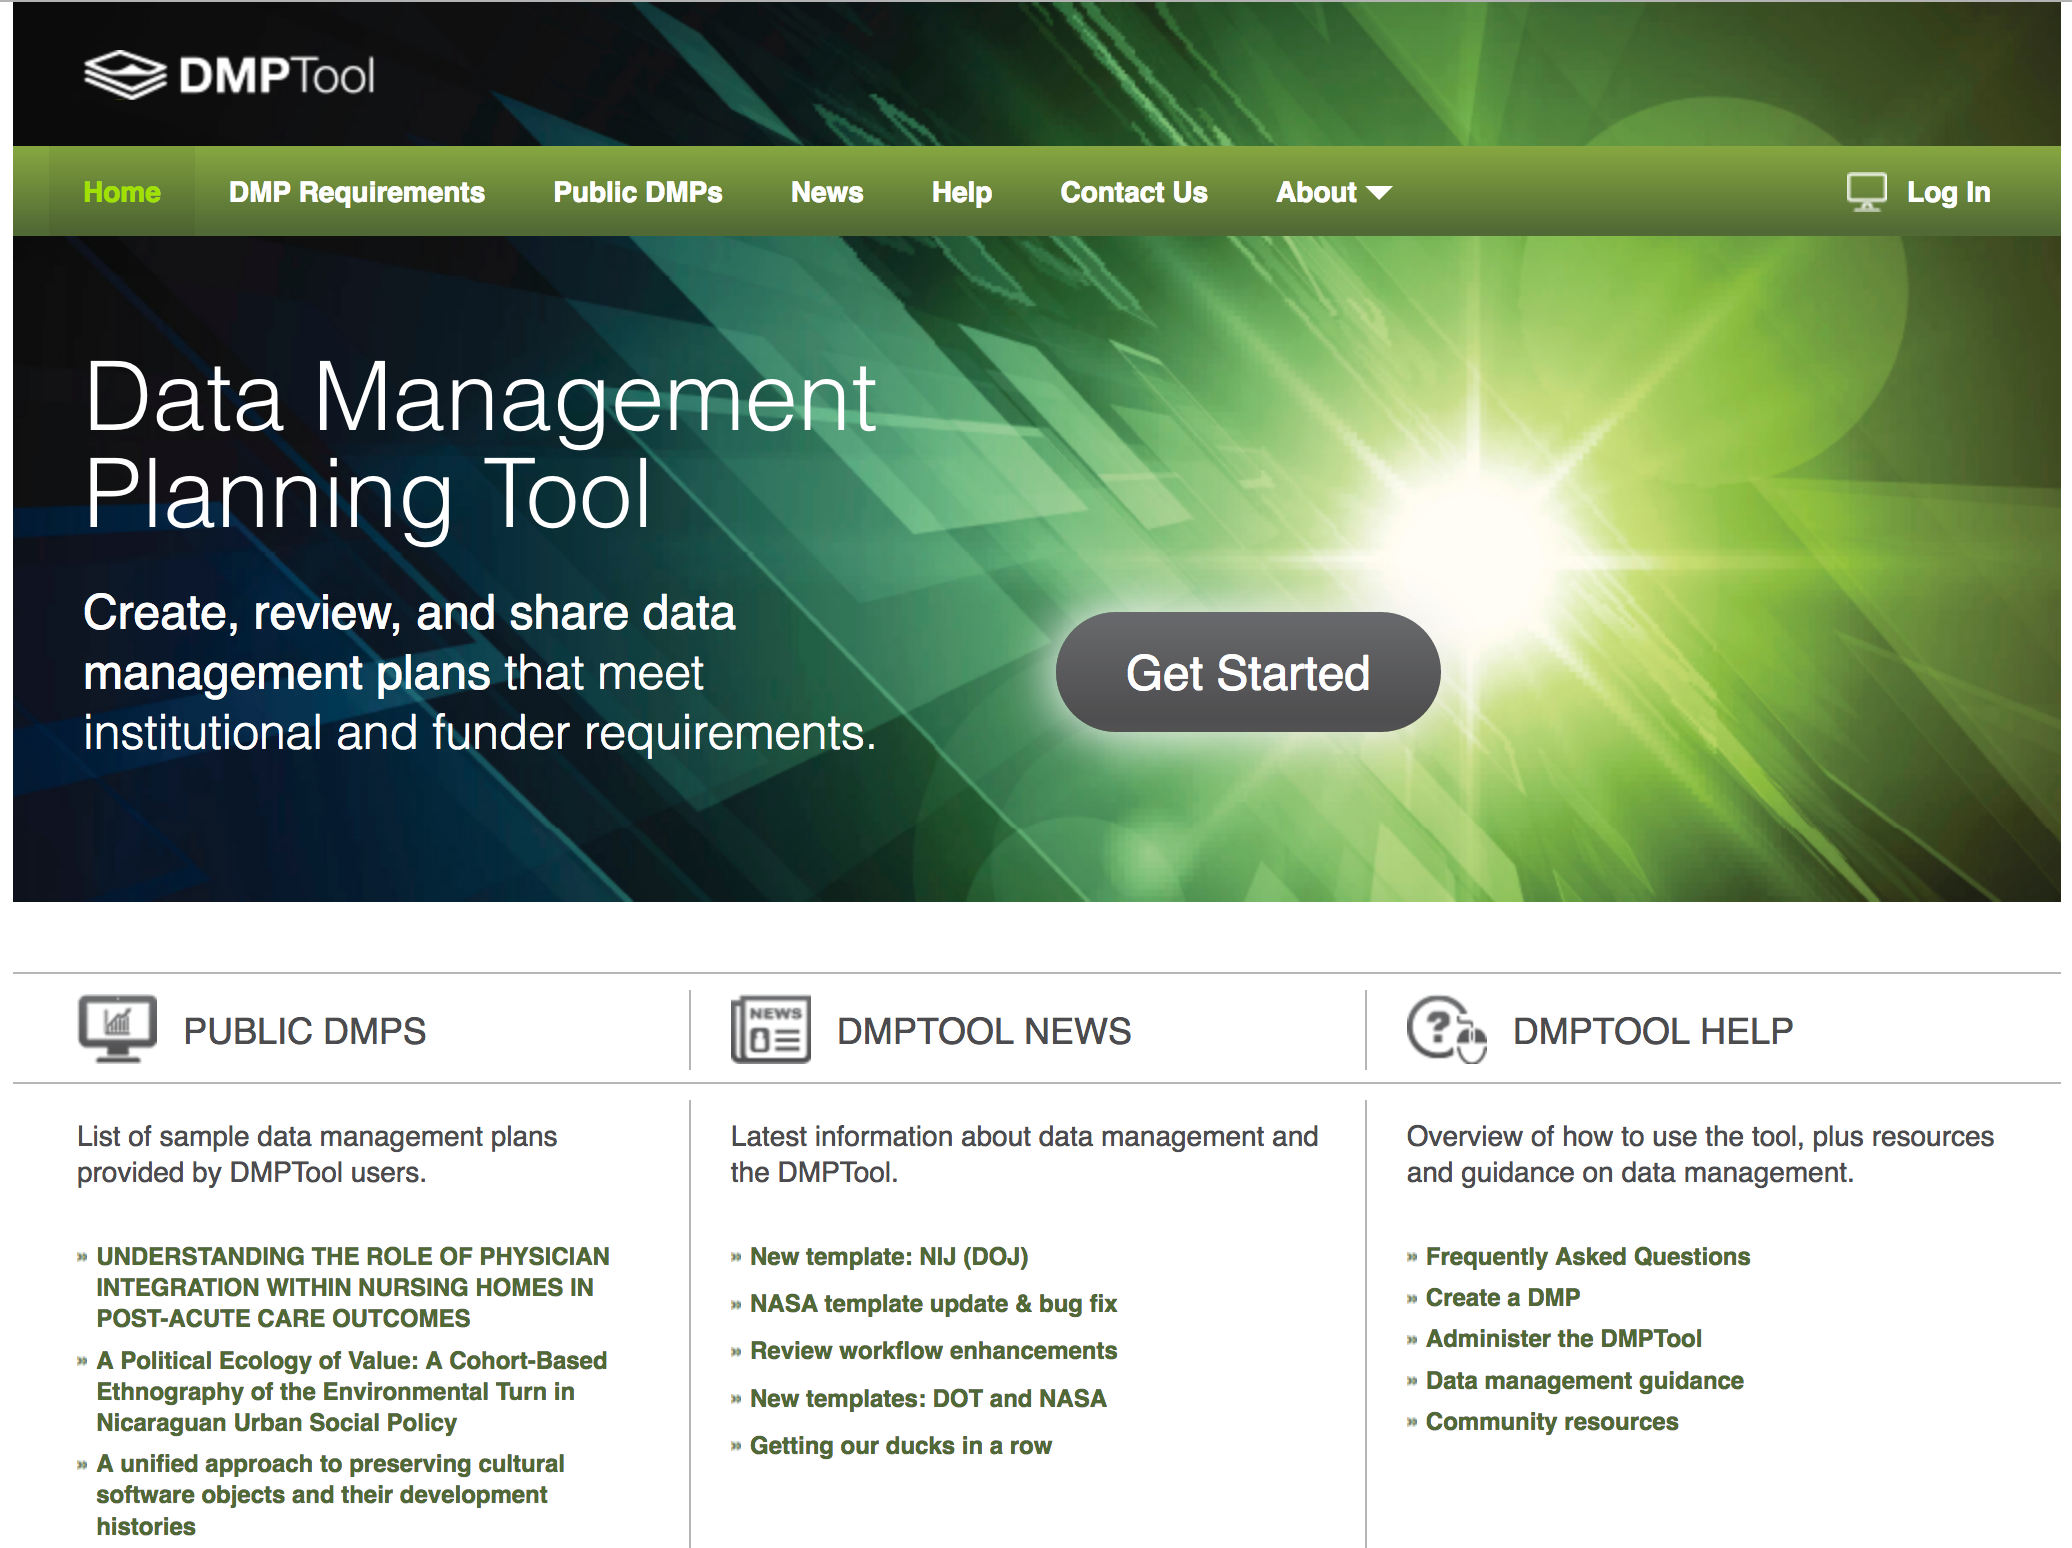 DMPTool
Home DMP Requirements Public DMPs News Help Contact Us About Log In
Data Management
Planning Tool
Create, review, and share data
management plans that meet
institutional and funder requirements.
Get Started
PUBLIC DMPS
List of sample data management plans
provided by DMPTool users.
» UNDERSTANDING THE ROLE OF PHYSICIAN
INTEGRATION WITHIN NURSING HOMES IN
POST-ACUTE CARE OUTCOMES
» A Political Ecology of Value: A Cohort-Based
Ethnography of the Environmental Turn in
Nicaraguan Urban Social Policy
» A unified approach to preserving cultural
software objects and their development
histories
NEWS
DMPTOOL NEWS
Latest information about data management and
the DMPTool.
» New template: NIJ (DOJ)
» NASA template update & bug fix
» Review workflow enhancements
» New templates: DOT and NASA
» Getting our ducks in a row
?
DMPTOOL HELP
Overview of how to use the tool, plus resources
and guidance on data management.
» Frequently Asked Questions
» Create a DMP
» Administer the DMPTool
» Data management guidance
» Community resources